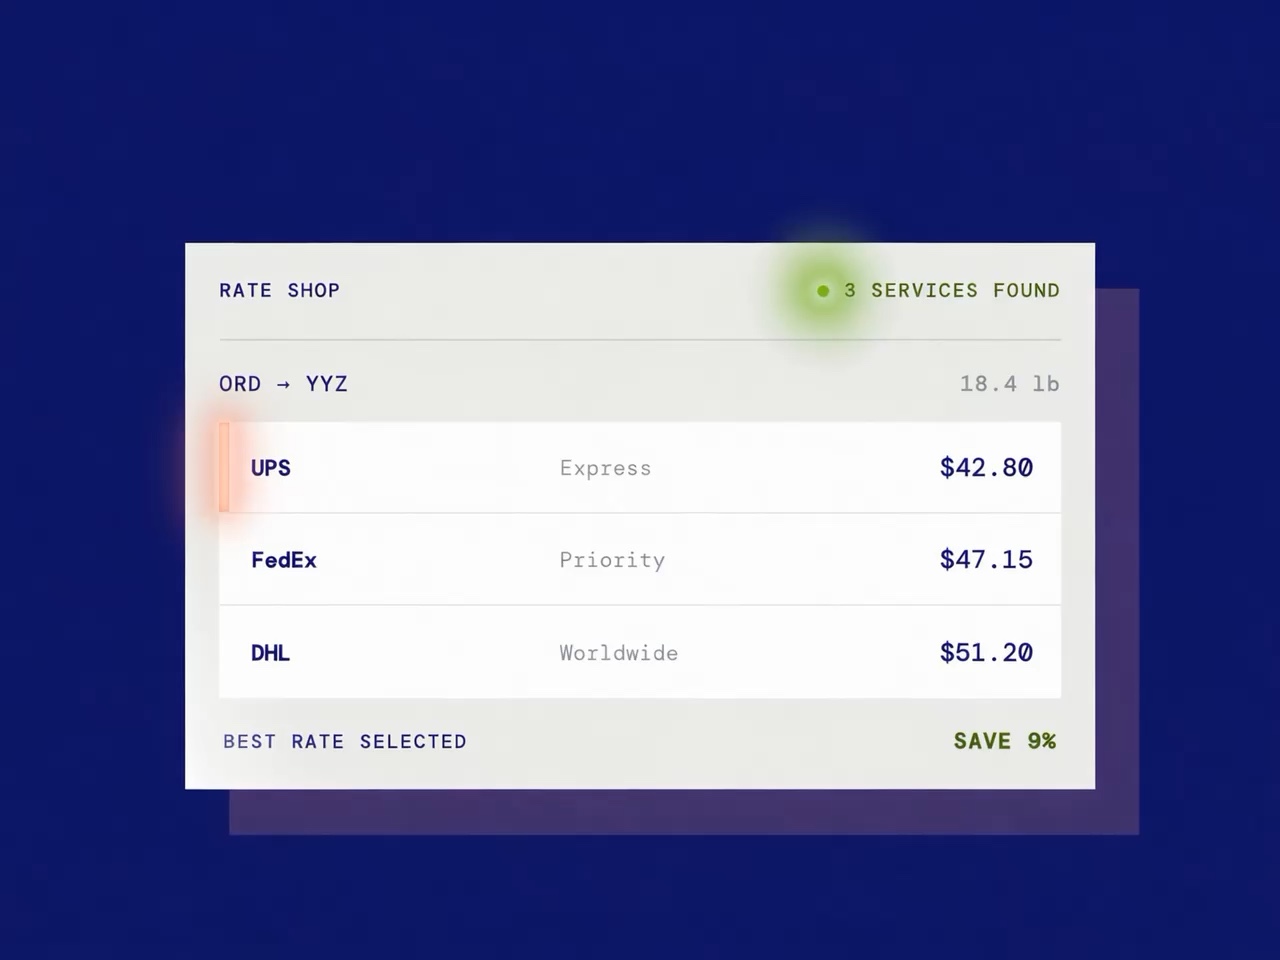 RATE SHOP
3 SERVICES FOUND
ORD → YYZ
18.4 lb
UPS Express $42.80
FedEx Priority $47.15
DHL Worldwide $51.20
BEST RATE SELECTED
SAVE 9%